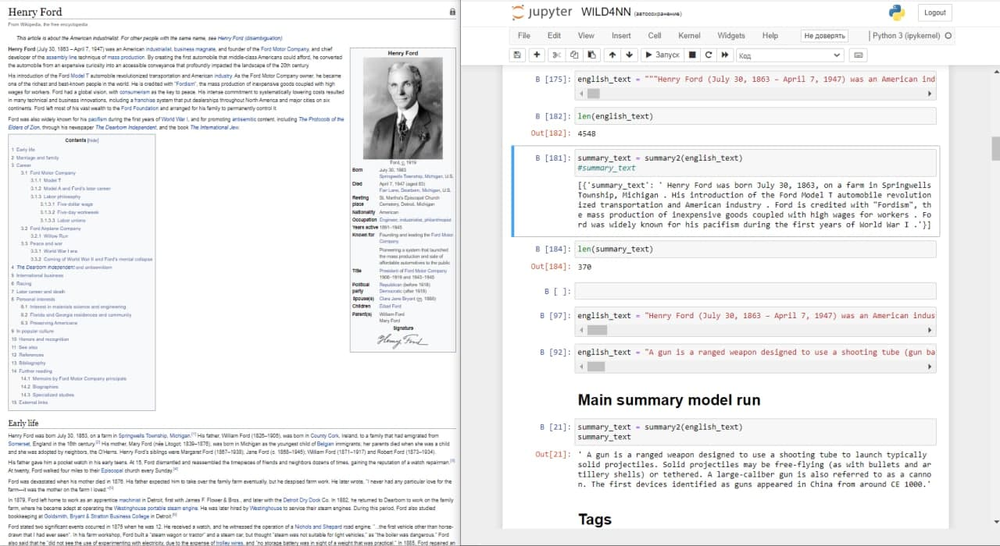 Henry Ford
From Wikipedia, the free encyclopedia
This article is about the American industrialist. For other people with the same name, see Henry Ford (disambiguation).
Henry Ford (July 30, 1863 – April 7, 1947) was an American industrialist, business magnate, and founder of the Ford Motor Company, and chief
developer of the assembly line technique of mass production. By creating the first automobile that middle-class Americans could afford, he converted
the automobile from an expensive curiosity into an accessible conveyance that profoundly impacted the landscape of the 20th century.
His introduction of the Ford Model T automobile revolutionized transportation and American industry. As the Ford Motor Company owner, he became
one of the richest and best-known people in the world. He is credited with "Fordism", the mass production of inexpensive goods coupled with high
wages for workers. Ford had a global vision, with consumerism as the key to peace. His intense commitment to systematically lowering costs resulted
in many technical and business innovations, including a franchise system that put dealerships throughout North America and major cities on six
continents. Ford left most of his vast wealth to the Ford Foundation and arranged for his family to permanently control it.
Ford was also widely known for his pacifism during the first years of World War I, and for promoting antisemitic content, including The Protocols of the
Elders of Zion, through his newspaper The Dearborn Independent, and the book The International Jew.
Contents [hide]
1 Early life
2 Marriage and family
3 Career
3.1 Ford Motor Company
3.1.1 Model T
3.1.2 Model A and Ford's later career
3.1.3 Labor philosophy
3.1.3.1 Five-dollar wage
3.1.3.2 Five-day workweek
3.1.3.3 Labor unions
3.2 Ford Airplane Company
3.2.1 Willow Run
3.3 Peace and war
3.3.1 World War I era
3.3.2 Coming of World War II and Ford's mental collapse
4 The Dearborn Independent and antisemitism
5 International business
6 Racing
7 Later career and death
8 Personal interests
8.1 Interest in materials science and engineering
8.2 Florida and Georgia residences and community
8.3 Preserving Americana
9 In popular culture
10 Honors and recognition
11 See also
12 References
13 Bibliography
14 Further reading
14.1 Memoirs by Ford Motor Company principals
14.2 Biographies
14.3 Specialized studies
15 External links
Henry Ford
Ford, c. 1919
Born July 30, 1863
Springwells Township, Michigan, U.S.
Died April 7, 1947 (aged 83)
Fair Lane, Dearborn, Michigan, U.S.
Resting place St. Martha's Episcopal Church
Cemetery, Detroit, Michigan
Nationality American
Occupation Engineer, industrialist, philanthropist
Years active 1891–1945
Known for Founding and leading the Ford Motor
Company
Pioneering a system that launched
the mass production and sale of
affordable automotives to the public
Title President of Ford Motor Company
1906–1919 and 1943–1945
Political party Republican (before 1918)
Democratic (after 1918)
Spouse(s) Clara Jane Bryant (m. 1888)
Children Edsel Ford
Parent(s) William Ford
Mary Ford
Signature
Henry Ford
Early life
Henry Ford was born July 30, 1863, on a farm in Springwells Township, Michigan. His father, William Ford (1826–1905), was born in County Cork, Ireland, to a family that had emigrated from
Somerset, England in the 16th century. His mother, Mary Ford (née Litogot; 1839–1876), was born in Michigan as the youngest child of Belgian immigrants; her parents died when she was a child
and she was adopted by neighbors, the O'Herns. Henry Ford's siblings were Margaret Ford (1867–1938); Jane Ford (c. 1868–1945); William Ford (1871–1917) and Robert Ford (1873–1934).
His father gave him a pocket watch in his early teens. At 15, Ford dismantled and reassembled the timepieces of friends and neighbors dozens of times, gaining the reputation of a watch repairman.
At twenty, Ford walked four miles to their Episcopal church every Sunday.
Ford was devastated when his mother died in 1876. His father expected him to take over the family farm eventually, but he despised farm work. He later wrote, "I never had any particular love for the
farm—it was the mother on the farm I loved."
In 1879, Ford left home to work as an apprentice machinist in Detroit, first with James F. Flower & Bros., and later with the Detroit Dry Dock Co. In 1882, he returned to Dearborn to work on the family
farm, where he became adept at operating the Westinghouse portable steam engine. He was later hired by Westinghouse to service their steam engines. During this period, Ford also studied
bookkeeping at Goldsmith, Bryant & Stratton Business College in Detroit.
Ford stated two significant events occurred in 1875 when he was 12. He received a watch, and he witnessed the operation of a Nichols and Shepard road engine, "...the first vehicle other than horse-
drawn that I had ever seen". In his farm workshop, Ford built a "steam wagon or tractor" and a steam car, but thought "steam was not suitable for light vehicles," as "the boiler was dangerous." Ford
also said that he "did not see the use of experimenting with electricity, due to the expense of trolley wires, and "no storage battery was in sight of a weight that was practical." In 1885, Ford repaired an
jupyter WILD4NN (автосохранение)
Logout
File Edit View Insert Cell Kernel Widgets Help Не доверять Python 3 (ipykernel)
Запуск Код
В [175]: english_text = """Henry Ford (July 30, 1863 – April 7, 1947) was an American ind
В [182]: len(english_text)
Out[182]: 4548
В [181]: summary_text = summary2(english_text)
#summary_text
[{'summary_text': ' Henry Ford was born July 30, 1863, on a farm in Springwells
Township, Michigan . His introduction of the Ford Model T automobile revolution
ized transportation and American industry . Ford is credited with "Fordism", th
e mass production of inexpensive goods coupled with high wages for workers . Fo
rd was widely known for his pacifism during the first years of World War I .'}]
В [184]: len(summary_text)
Out[184]: 370
В [ ]:
В [97]: english_text = "Henry Ford (July 30, 1863 – April 7, 1947) was an American indus
В [92]: english_text = "A gun is a ranged weapon designed to use a shooting tube (gun ba
Main summary model run
В [21]: summary_text = summary2(english_text)
summary_text
Out[21]: ' A gun is a ranged weapon designed to use a shooting tube to launch typically
solid projectiles. Solid projectiles may be free-flying (as with bullets and ar
tillery shells) or tethered. A large-caliber gun is also referred to as a canno
n. The first devices identified as guns appeared in China from around CE 1000.'
Tags